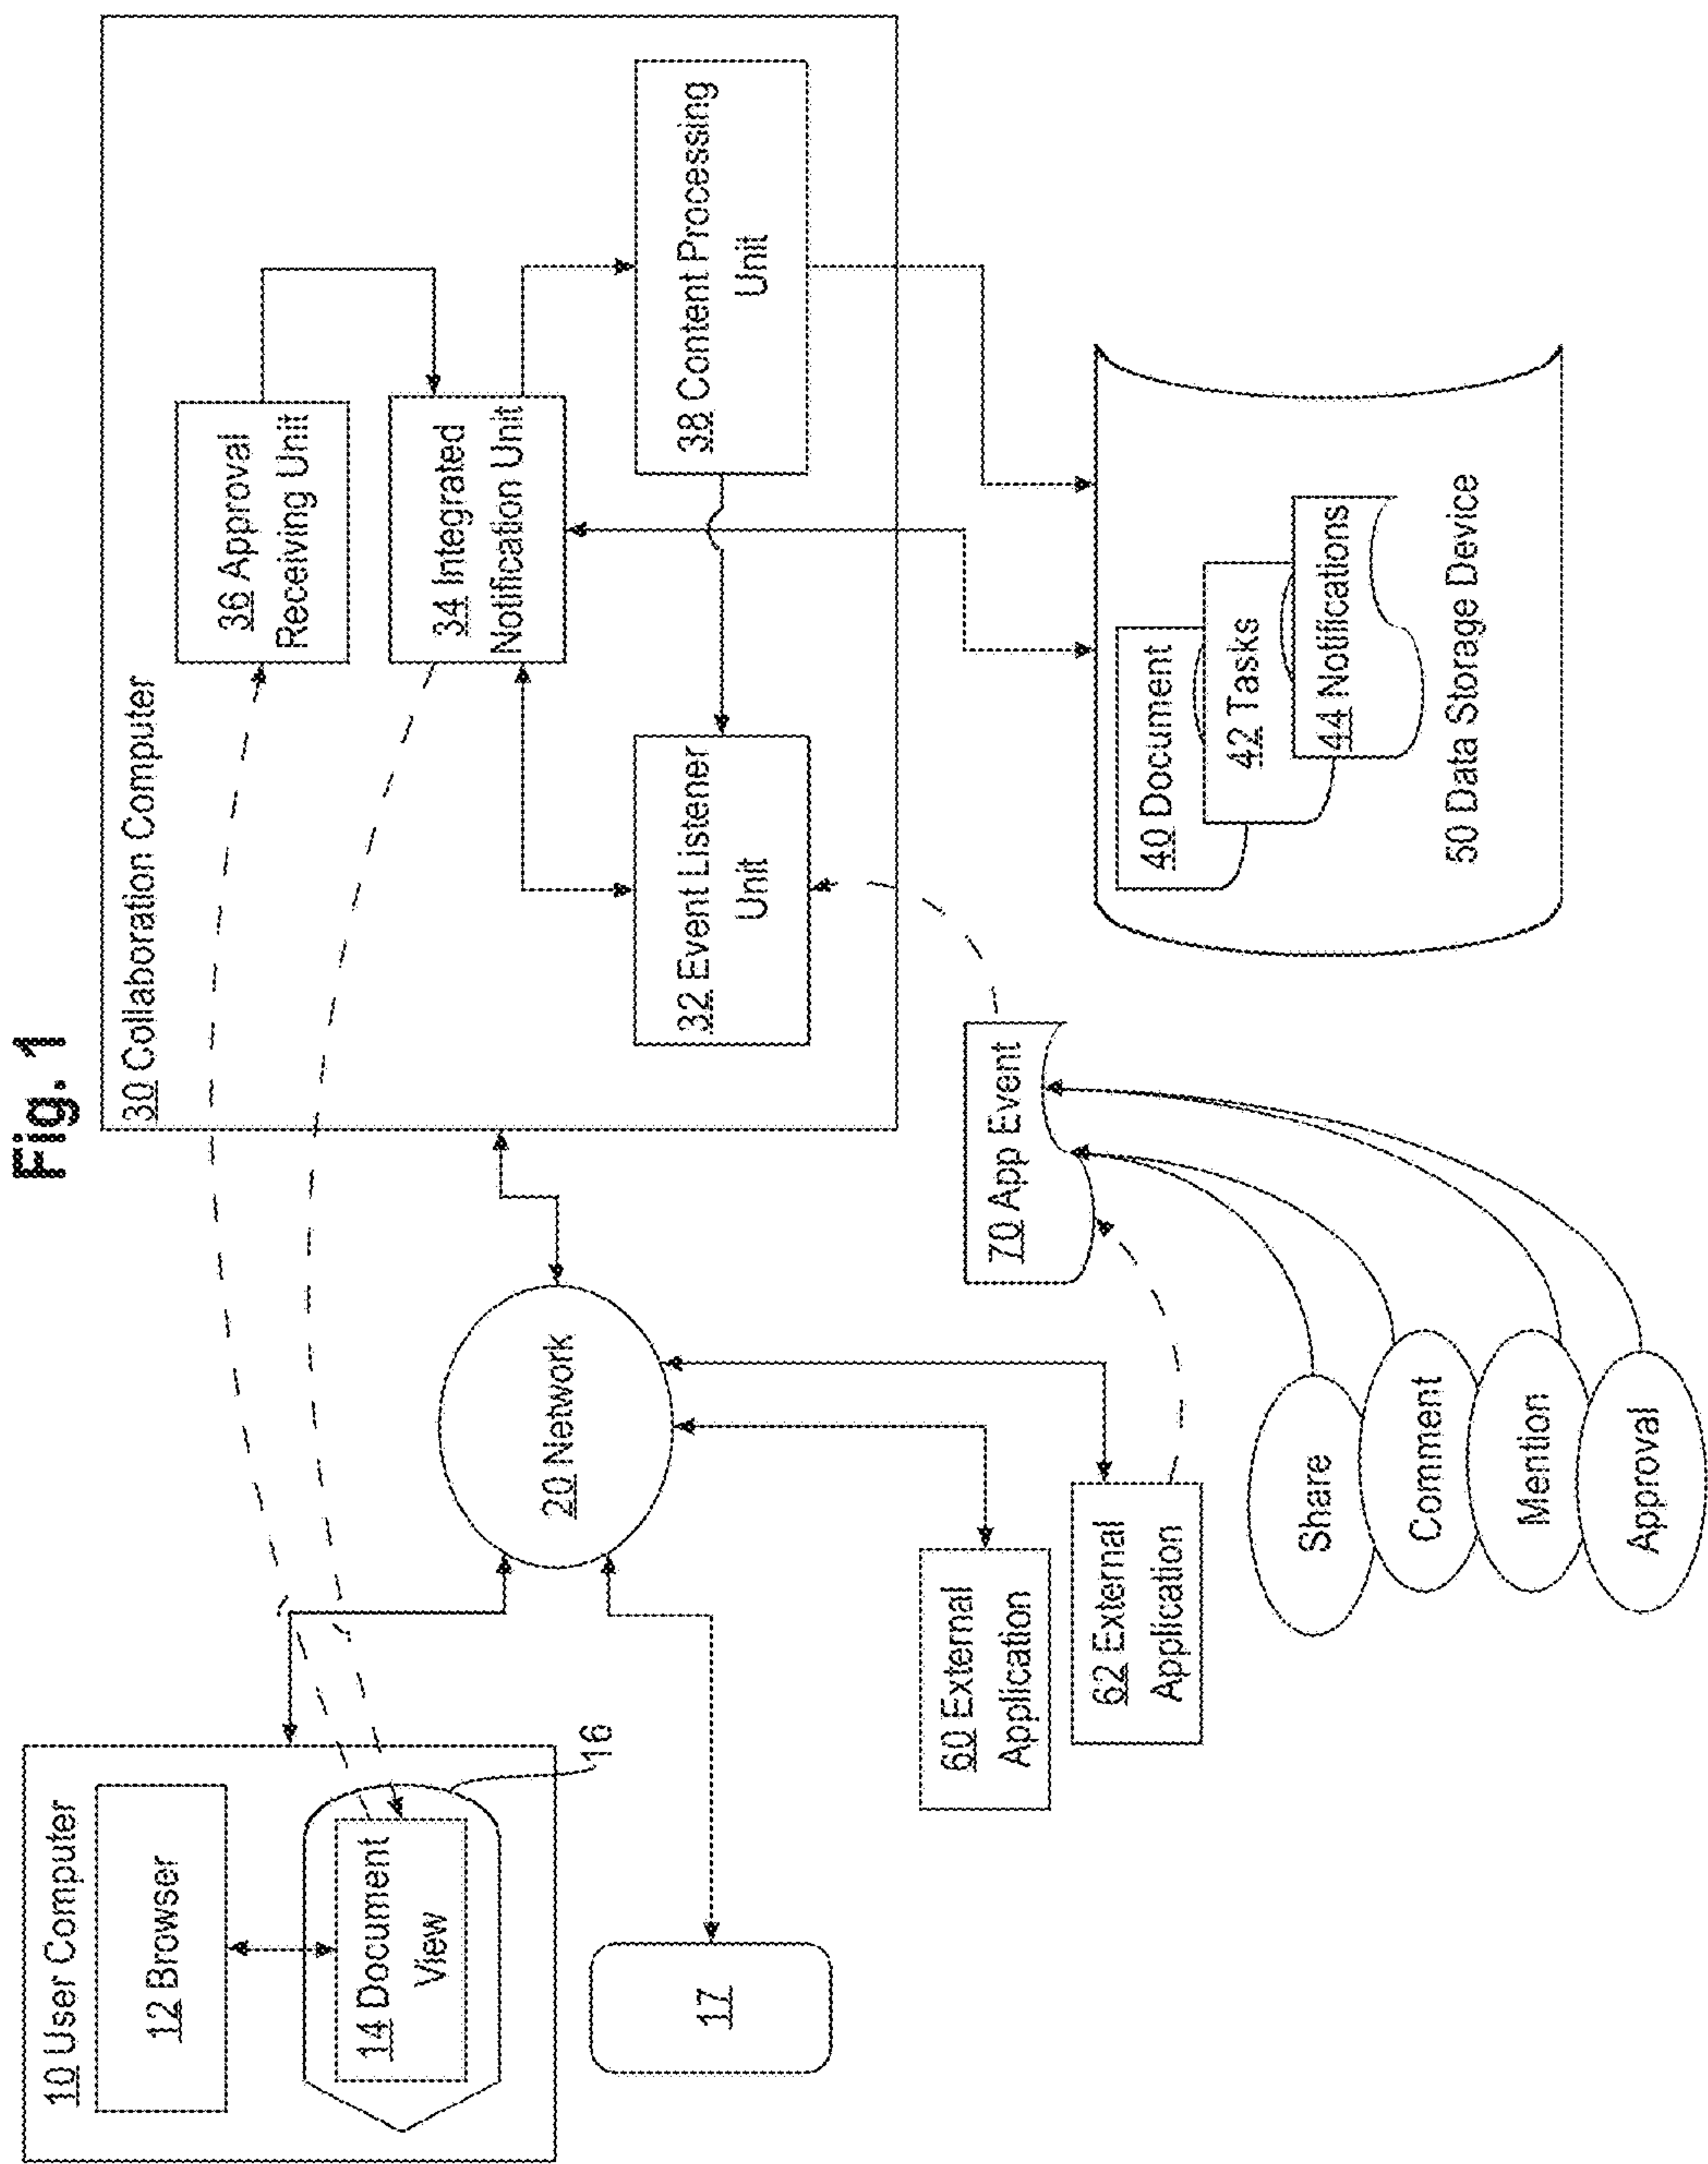 Fig. 1
10 User Computer
12 Browser
14 Document
View
16
17
20 Network
30 Collaboration Computer
36 Approval
Receiving Unit
34 Integrated
Notification Unit
32 Event Listener
Unit
38 Content Processing
Unit
60 External
Application
62 External
Application
70 App Event
Share
Comment
Mention
Approval
40 Document
42 Tasks
44 Notifications
50 Data Storage Device